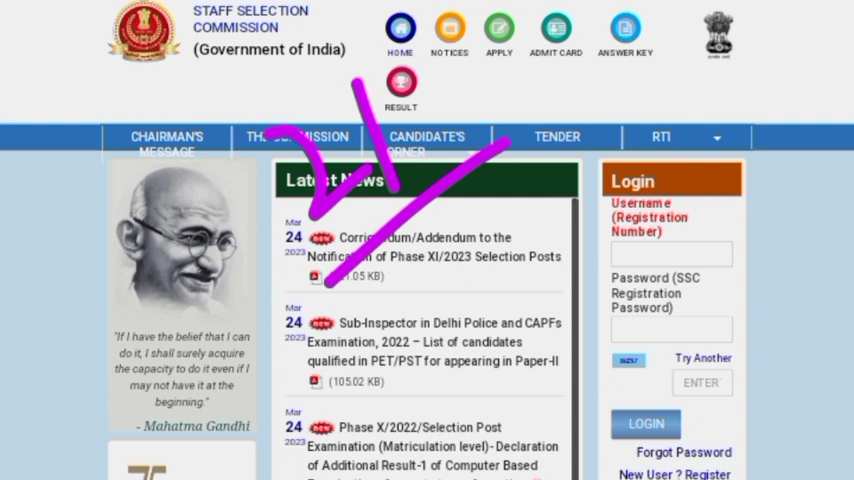 STAFF SELECTION
COMMISSION
(Government of India)
HOME
NOTICES
APPLY
ADMIT CARD
ANSWER KEY
RESULT
CHAIRMAN'S
MESSAGE
CANDIDATE'S
TENDER
RTI
"If I have the belief that I can
do it, I shall surely acquire
the capacity to do it even if I
may not have it at the
beginning."
- Mahatma Gandhi
Latest News
Mar
24
2023
new
Corrigendum/Addendum to the
Notification of Phase XI/2023 Selection Posts
Mar
24
2023
new
Sub-Inspector in Delhi Police and CAPFs
Examination, 2022 – List of candidates
qualified in PET/PST for appearing in Paper-II
(105.02 KB)
Mar
24
2023
new
Phase X/2022/Selection Post
Examination (Matriculation level)- Declaration
of Additional Result-1 of Computer Based
Login
Username
(Registration
Number)
Password (SSC
Registration
Password)
Try Another
ENTER
LOGIN
Forgot Password
New User ? Register